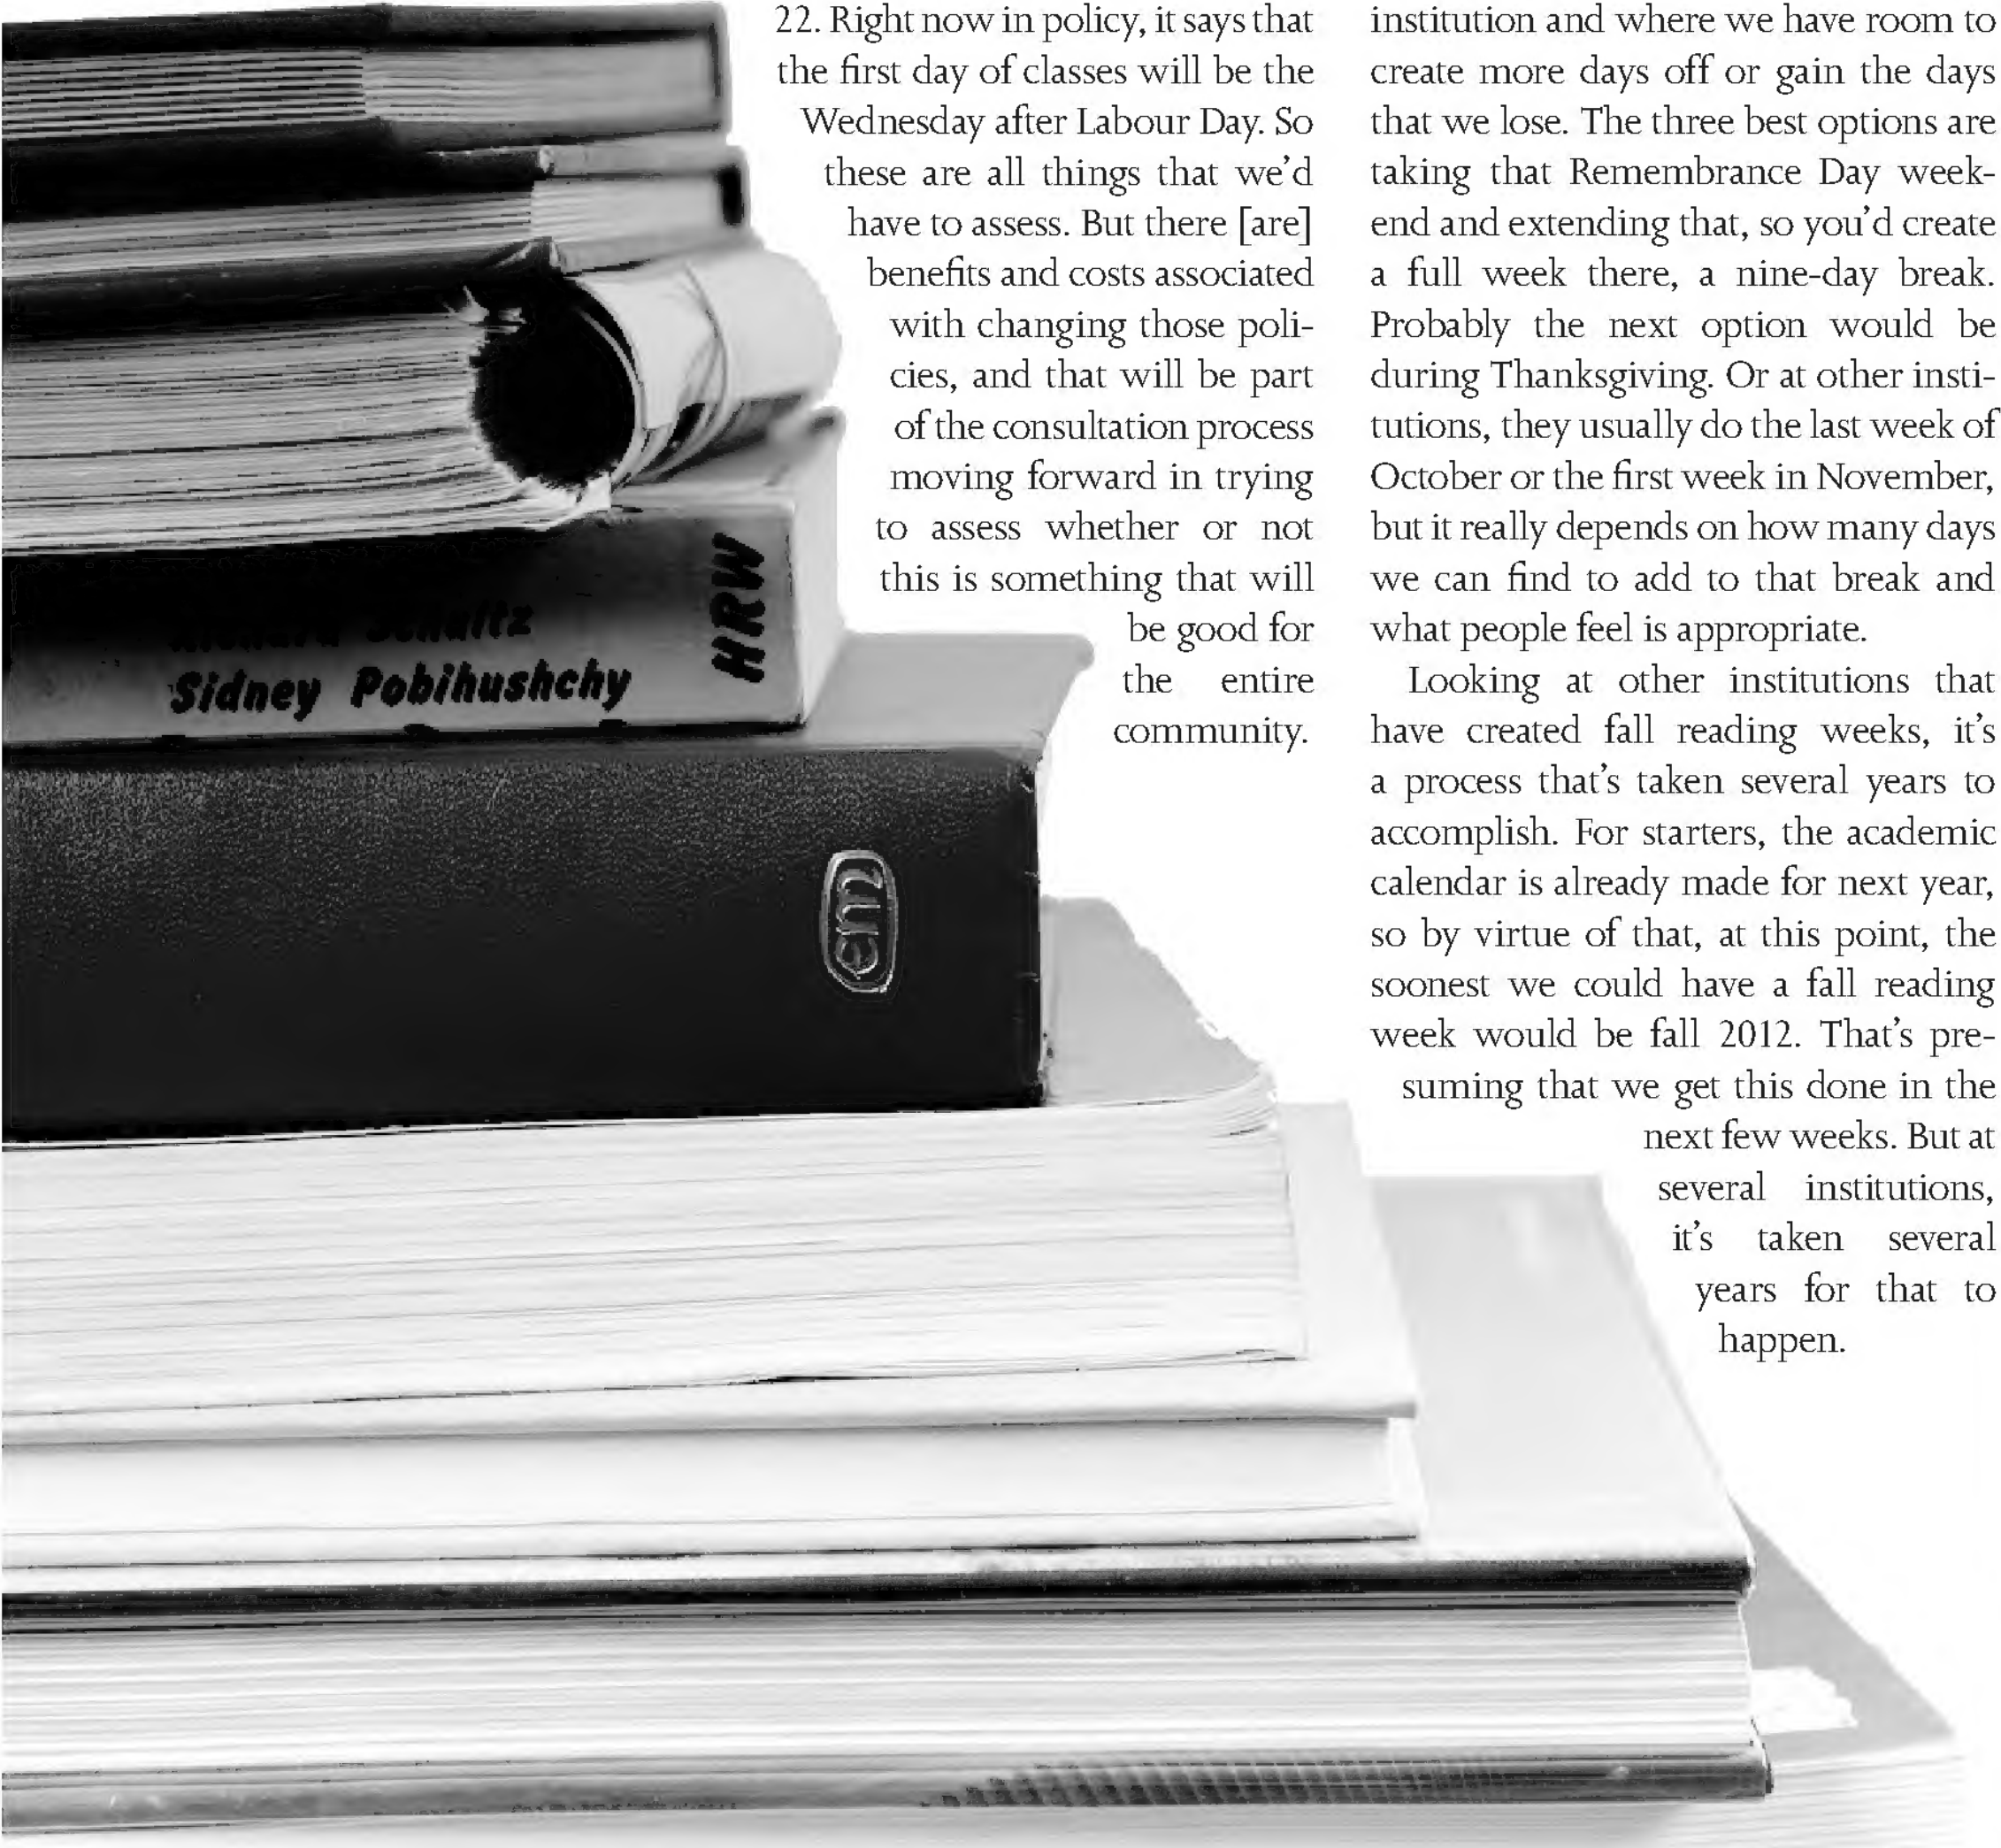 22. Right now in policy, it says that
the first day of classes will be the
Wednesday after Labour Day. So
these are all things that we'd
have to assess. But there [are]
benefits and costs associated
with changing those poli-
cies, and that will be part
of the consultation process
moving forward in trying
to assess whether or not
this is something that will
be good for
the entire
community.
institution and where we have room to
create more days off or gain the days
that we lose. The three best options are
taking that Remembrance Day week-
end and extending that, so you'd create
a full week there, a nine-day break.
Probably the next option would be
during Thanksgiving. Or at other insti-
tutions, they usually do the last week of
October or the first week in November,
but it really depends on how many days
we can find to add to that break and
what people feel is appropriate.
Looking at other institutions that
have created fall reading weeks, it's
a process that's taken several years to
accomplish. For starters, the academic
calendar is already made for next year,
so by virtue of that, at this point, the
soonest we could have a fall reading
week would be fall 2012. That's pre-
suming that we get this done in the
next few weeks. But at
several institutions,
it's taken several
years for that to
happen.
Schultz
Sidney Pobihushchy
HRW
em